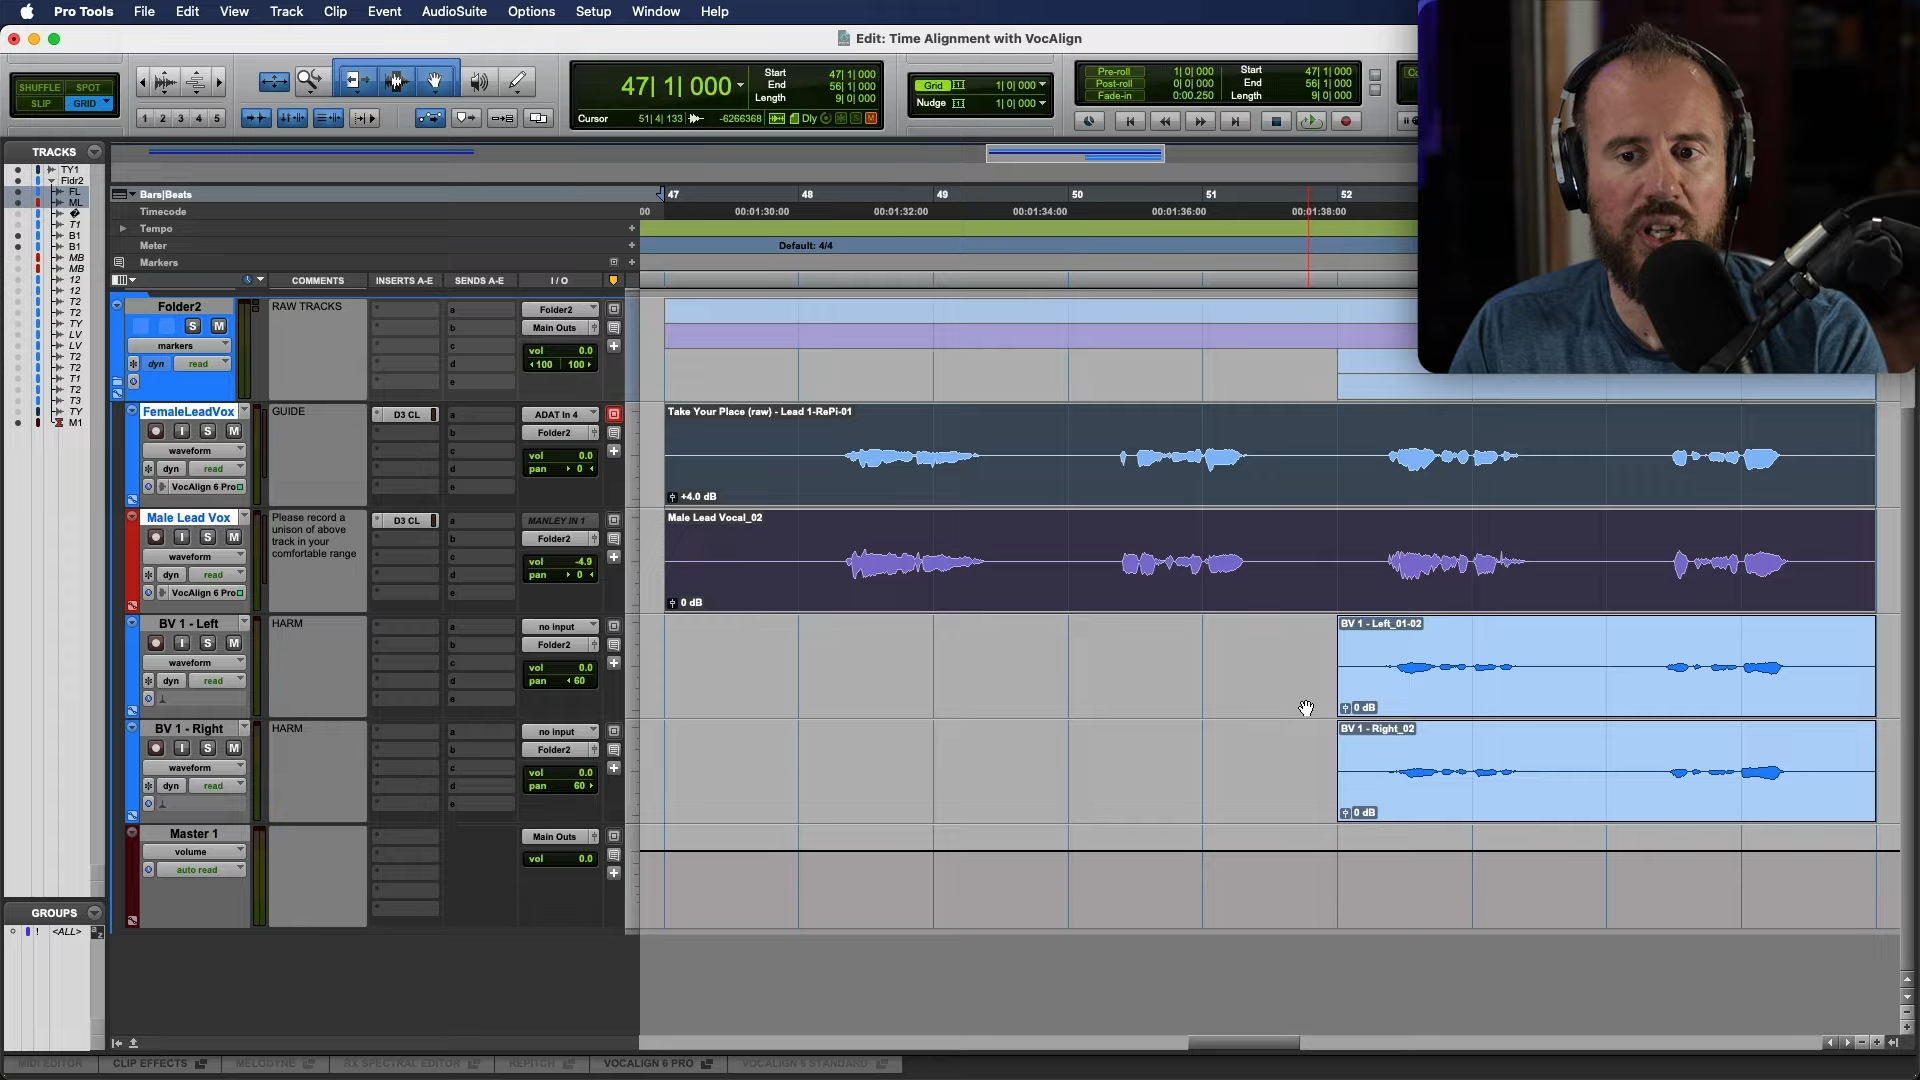 Pro Tools File Edit View Track Clip Event AudioSuite Options Setup Window Help
Edit: Time Alignment with VocAlign
SHUFFLE SPOT
SLIP GRID
1 2 3 4 5
47| 1| 000
Start 47| 1| 000
End 56| 1| 000
Length 9| 0| 000
Cursor 51| 4| 133 -6266368 Dly
Grid 1| 0| 000
Nudge 1| 0| 000
Pre-roll 1| 0| 000
Post-roll 0| 0| 000
Fade-in 0:00.250
Start 47| 1| 000
End 56| 1| 000
Length 9| 0| 000
TRACKS
TY1
Fldr2
FL
ML
T1
B1
B1
MB
MB
12
12
T2
T2
TY
LV
LV
T2
T2
T1
T2
T3
TY
M1
GROUPS
! <ALL>
Bars|Beats 47 48 49 50 51 52
Timecode 00 00:01:30:00 00:01:32:00 00:01:34:00 00:01:36:00 00:01:38:00
Tempo
Meter Default: 4/4
Markers
COMMENTS INSERTS A-E SENDS A-E I / O
Folder2
S M
markers
dyn read
RAW TRACKS
a
b
c
d
e
Folder2
Main Outs
vol 0.0
100 100
FemaleLeadVox
I S M
waveform
dyn read
VocAlign 6 Pro
GUIDE
D3 CL
a
b
c
d
e
ADAT In 4
Folder2
vol 0.0
pan 0
Take Your Place (raw) - Lead 1-RePi-01
+4.0 dB
Male Lead Vox
I S M
waveform
dyn read
VocAlign 6 Pro
Please record a
unison of above
track in your
comfortable range
D3 CL
a
b
c
d
e
MANLEY IN 1
Folder2
vol -4.9
pan 0
Male Lead Vocal_02
0 dB
BV 1 - Left
I S M
waveform
dyn read
HARM
a
b
c
d
e
no input
Folder2
vol 0.0
pan 60
BV 1 - Left_01-02
0 dB
BV 1 - Right
I S M
waveform
dyn read
HARM
a
b
c
d
e
no input
Folder2
vol 0.0
pan 60
BV 1 - Right_02
0 dB
Master 1
volume
auto read
Main Outs
vol 0.0
MIDI EDITOR CLIP EFFECTS MELODYNE RX SPECTRAL EDITOR REPITCH VOCALIGN 6 PRO VOCALIGN 6 STANDARD